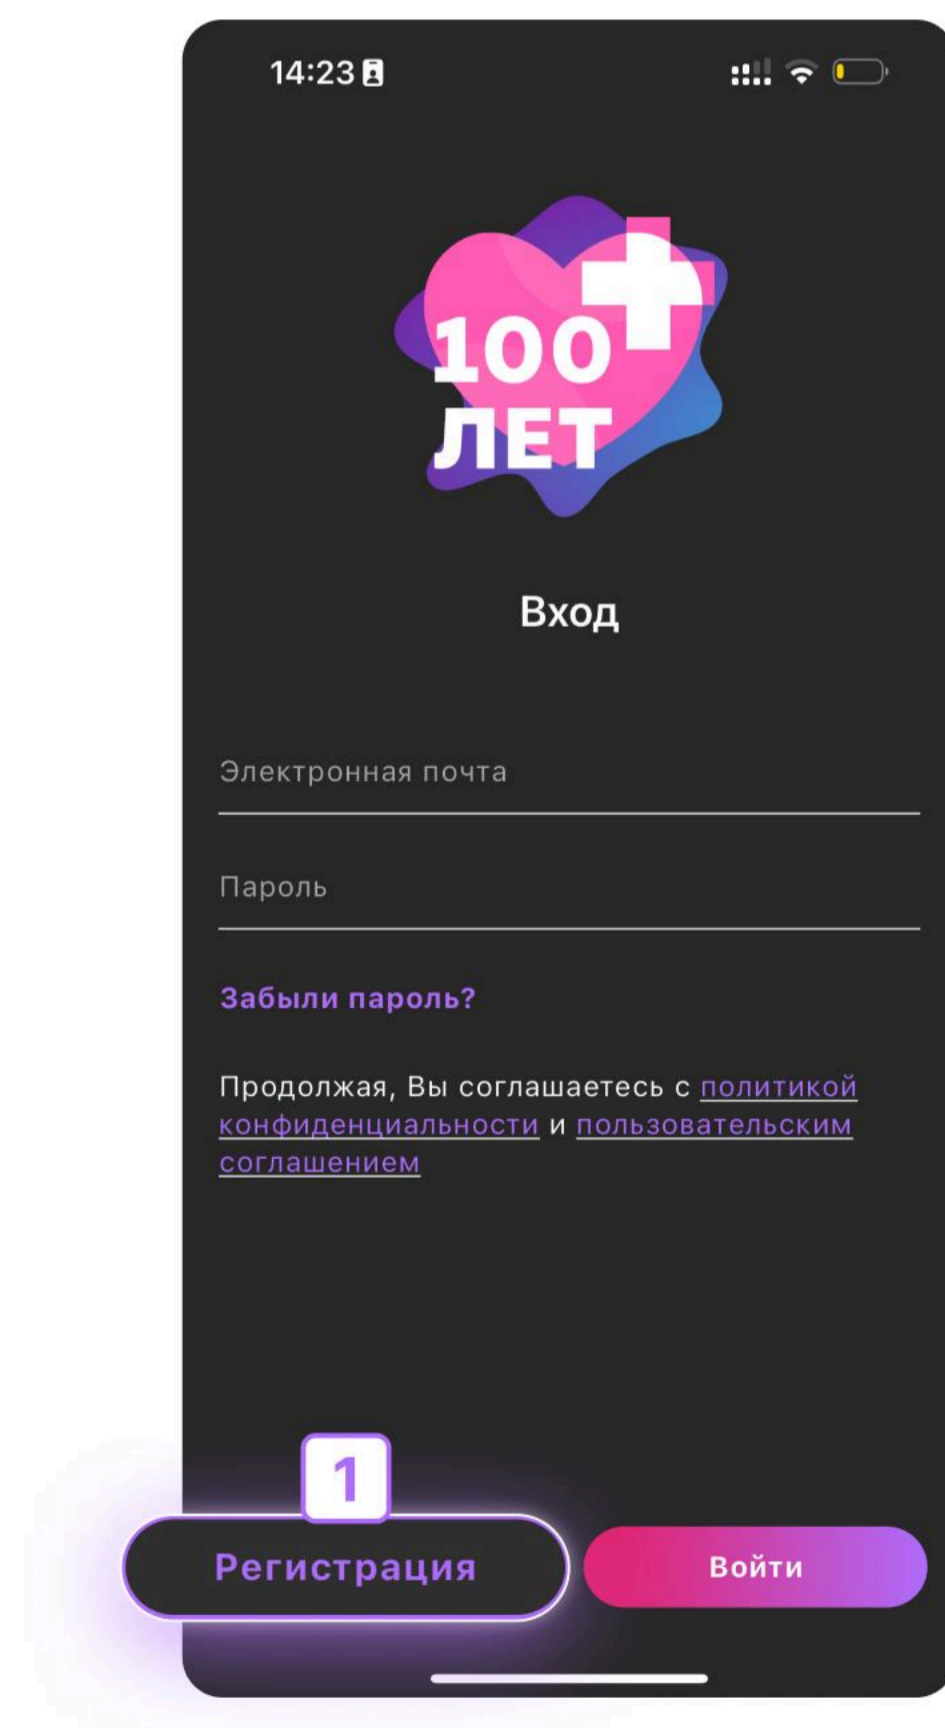 14:23
100
ЛЕТ
Вход
Электронная почта
Пароль
Забыли пароль?
Продолжая, Вы соглашаетесь с политикой
конфиденциальности и пользовательским
соглашением
1
Регистрация
Войти